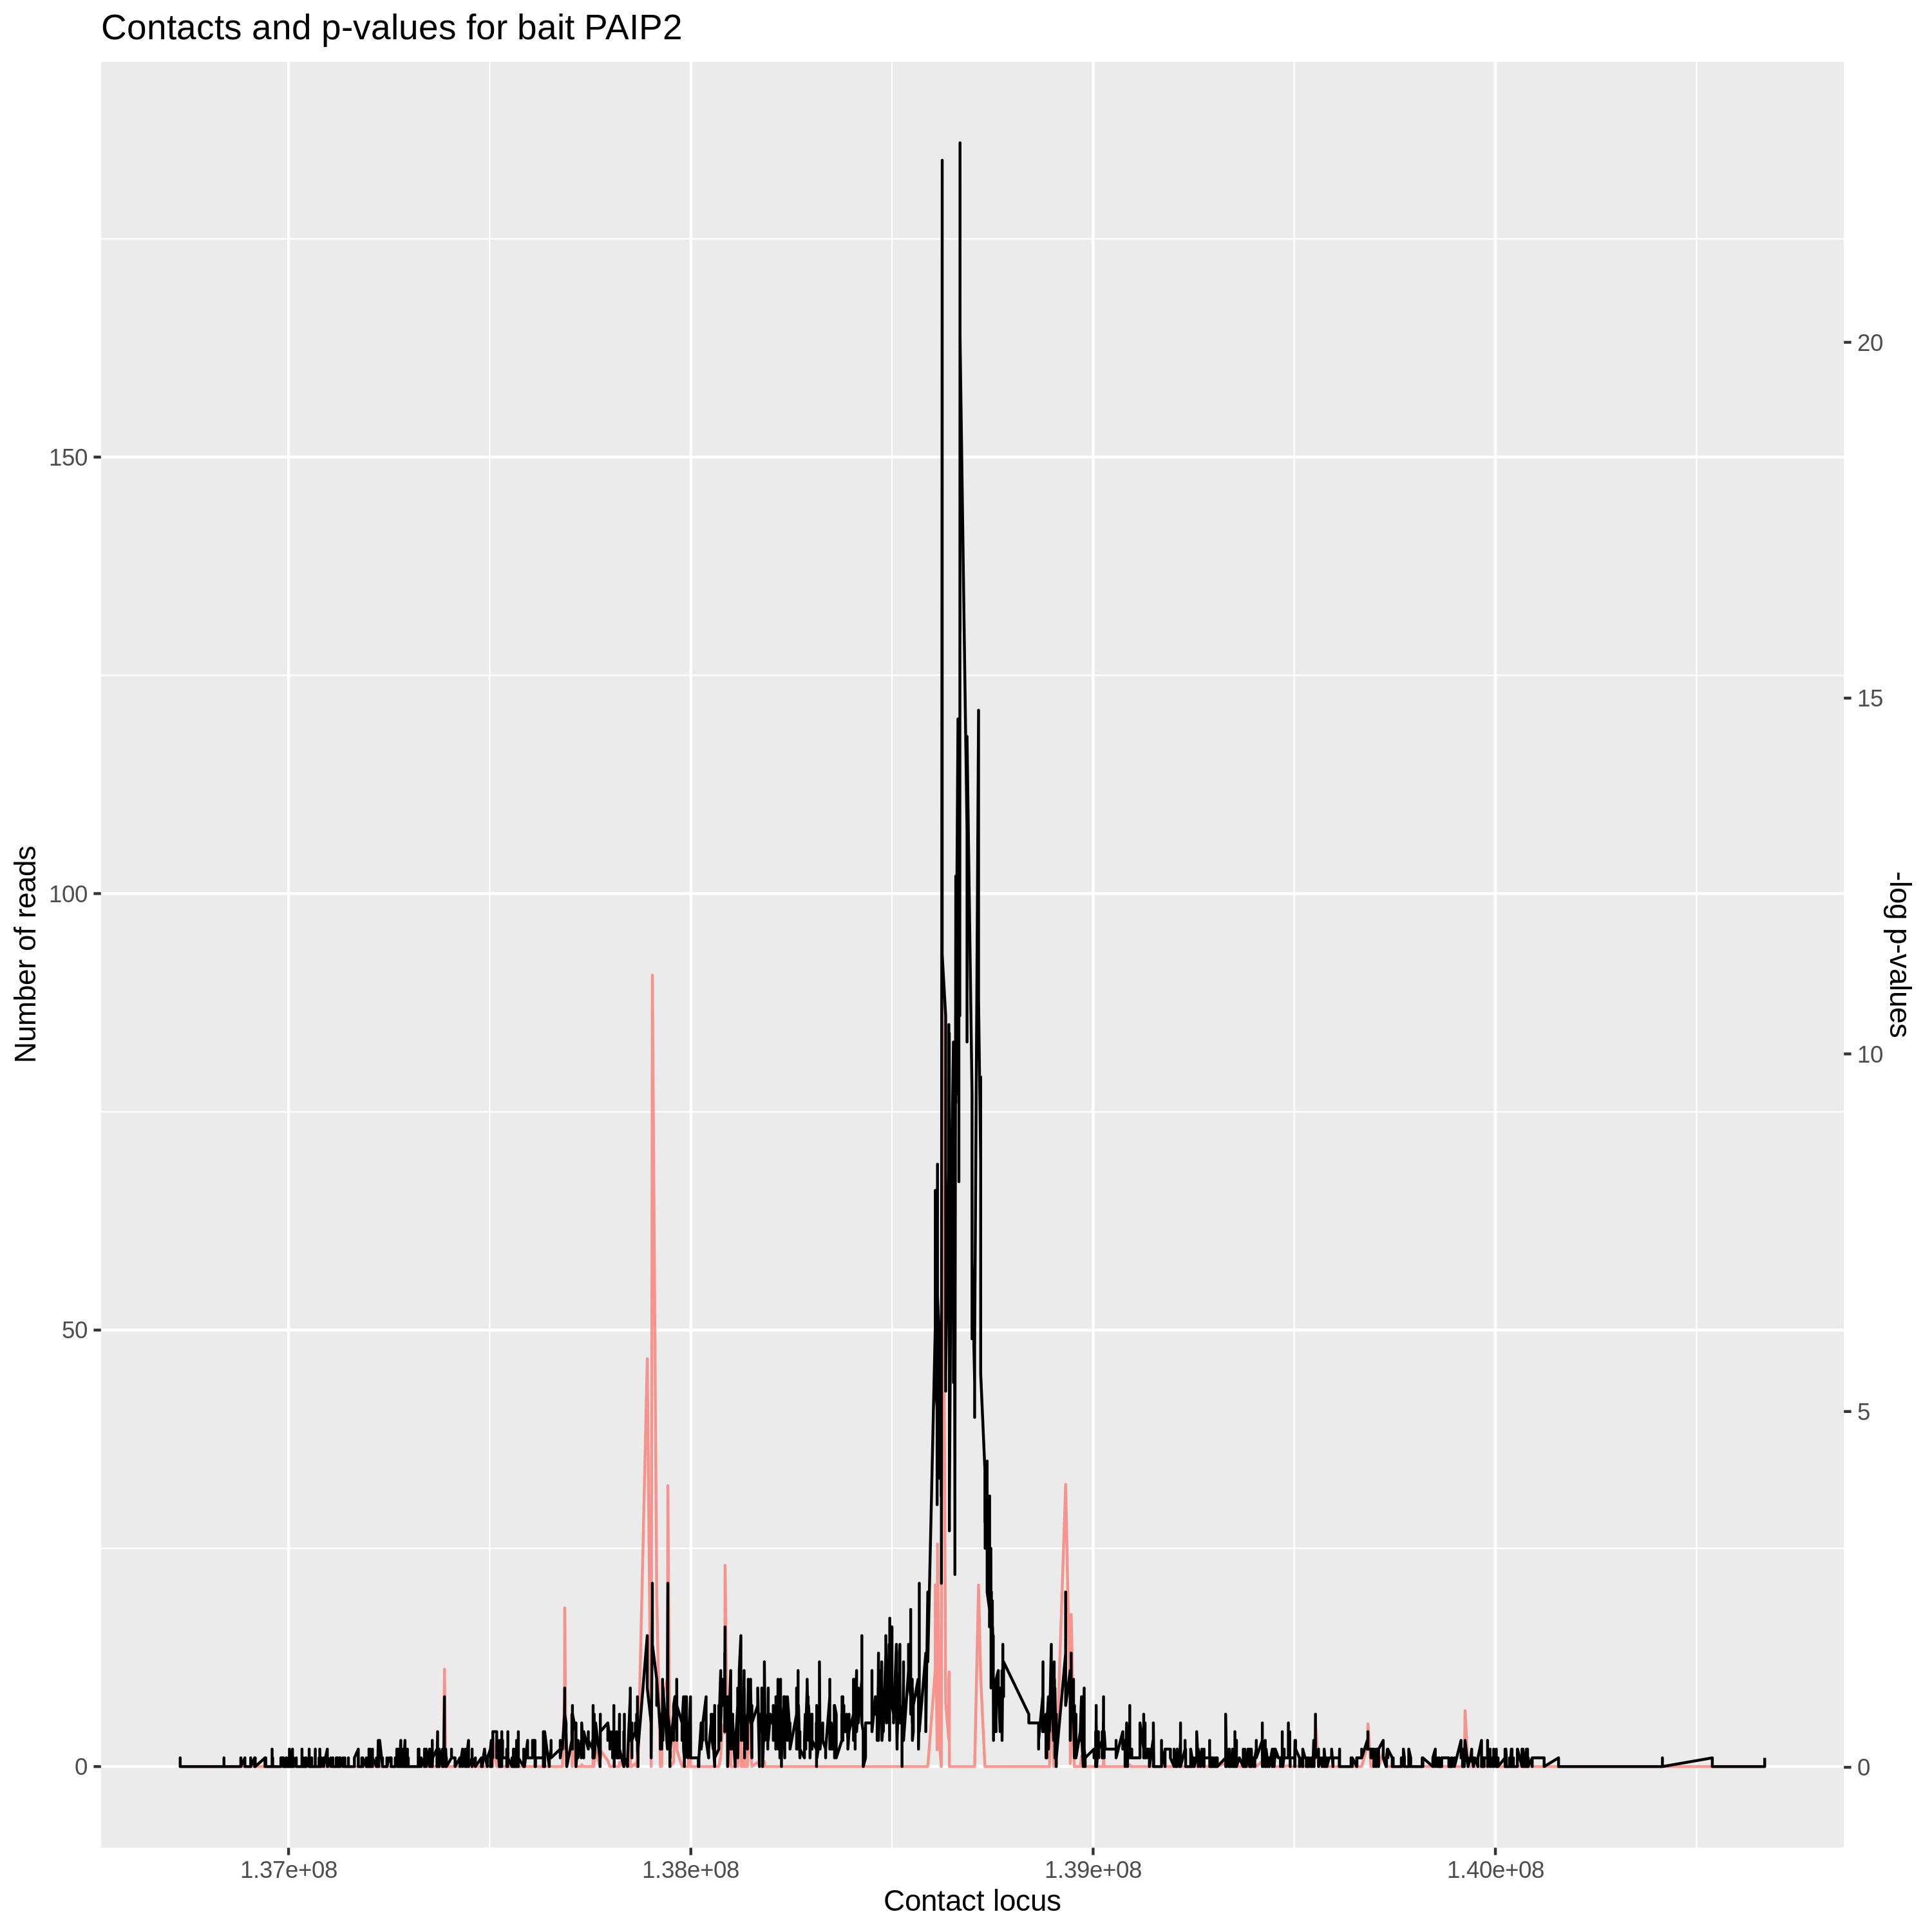 Contacts and p-values for bait PAIP2
Number of reads
150
100
50
0
20
15
10
5
0
-log p-values
1.37e+08
1.38e+08
1.39e+08
1.40e+08
Contact locus